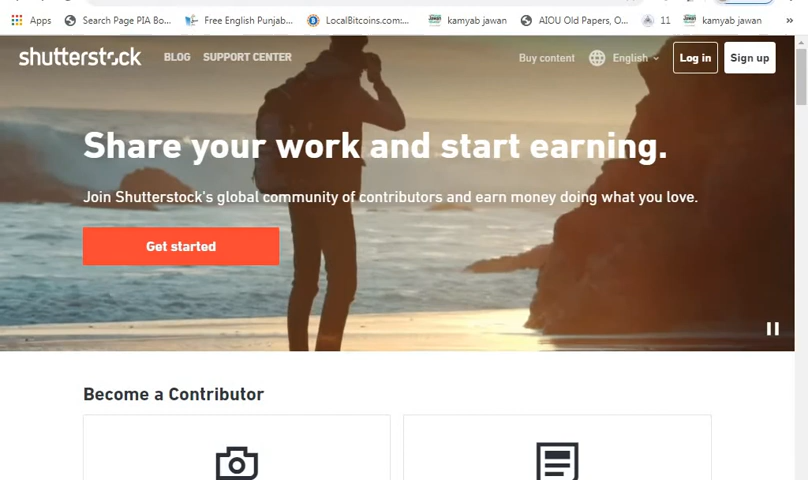 Apps Search Page PIA Bo... Free English Punjab... LocalBitcoins.com:... kamyab jawan AIOU Old Papers, O... 11 kamyab jawan »
shutterstock BLOG SUPPORT CENTER Buy content English Log in Sign up
Share your work and start earning.
Join Shutterstock's global community of contributors and earn money doing what you love.
Get started
Become a Contributor